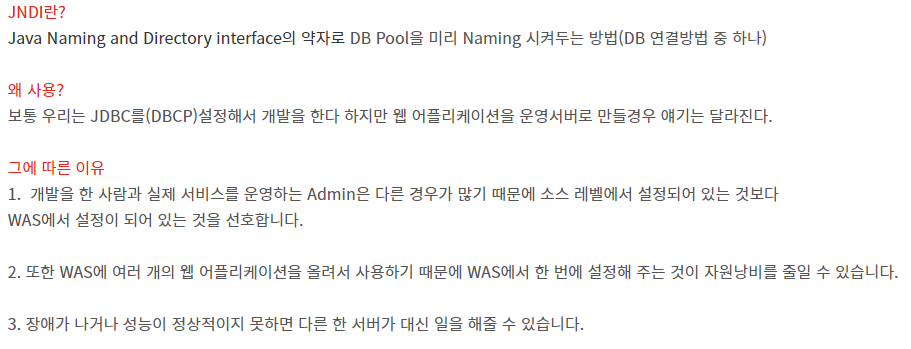 JNDI란?
Java Naming and Directory interface의 약자로 DB Pool을 미리 Naming 시켜두는 방법(DB 연결방법 중 하나)
왜 사용?
보통 우리는 JDBC를(DBCP)설정해서 개발을 한다 하지만 웹 어플리케이션을 운영서버로 만들경우 얘기는 달라진다.
그에 따른 이유
1. 개발을 한 사람과 실제 서비스를 운영하는 Admin은 다른 경우가 많기 때문에 소스 레벨에서 설정되어 있는 것보다
WAS에서 설정이 되어 있는 것을 선호합니다.
2. 또한 WAS에 여러 개의 웹 어플리케이션을 올려서 사용하기 때문에 WAS에서 한 번에 설정해 주는 것이 자원낭비를 줄일 수 있습니다.
3. 장애가 나거나 성능이 정상적이지 못하면 다른 한 서버가 대신 일을 해줄 수 있습니다.